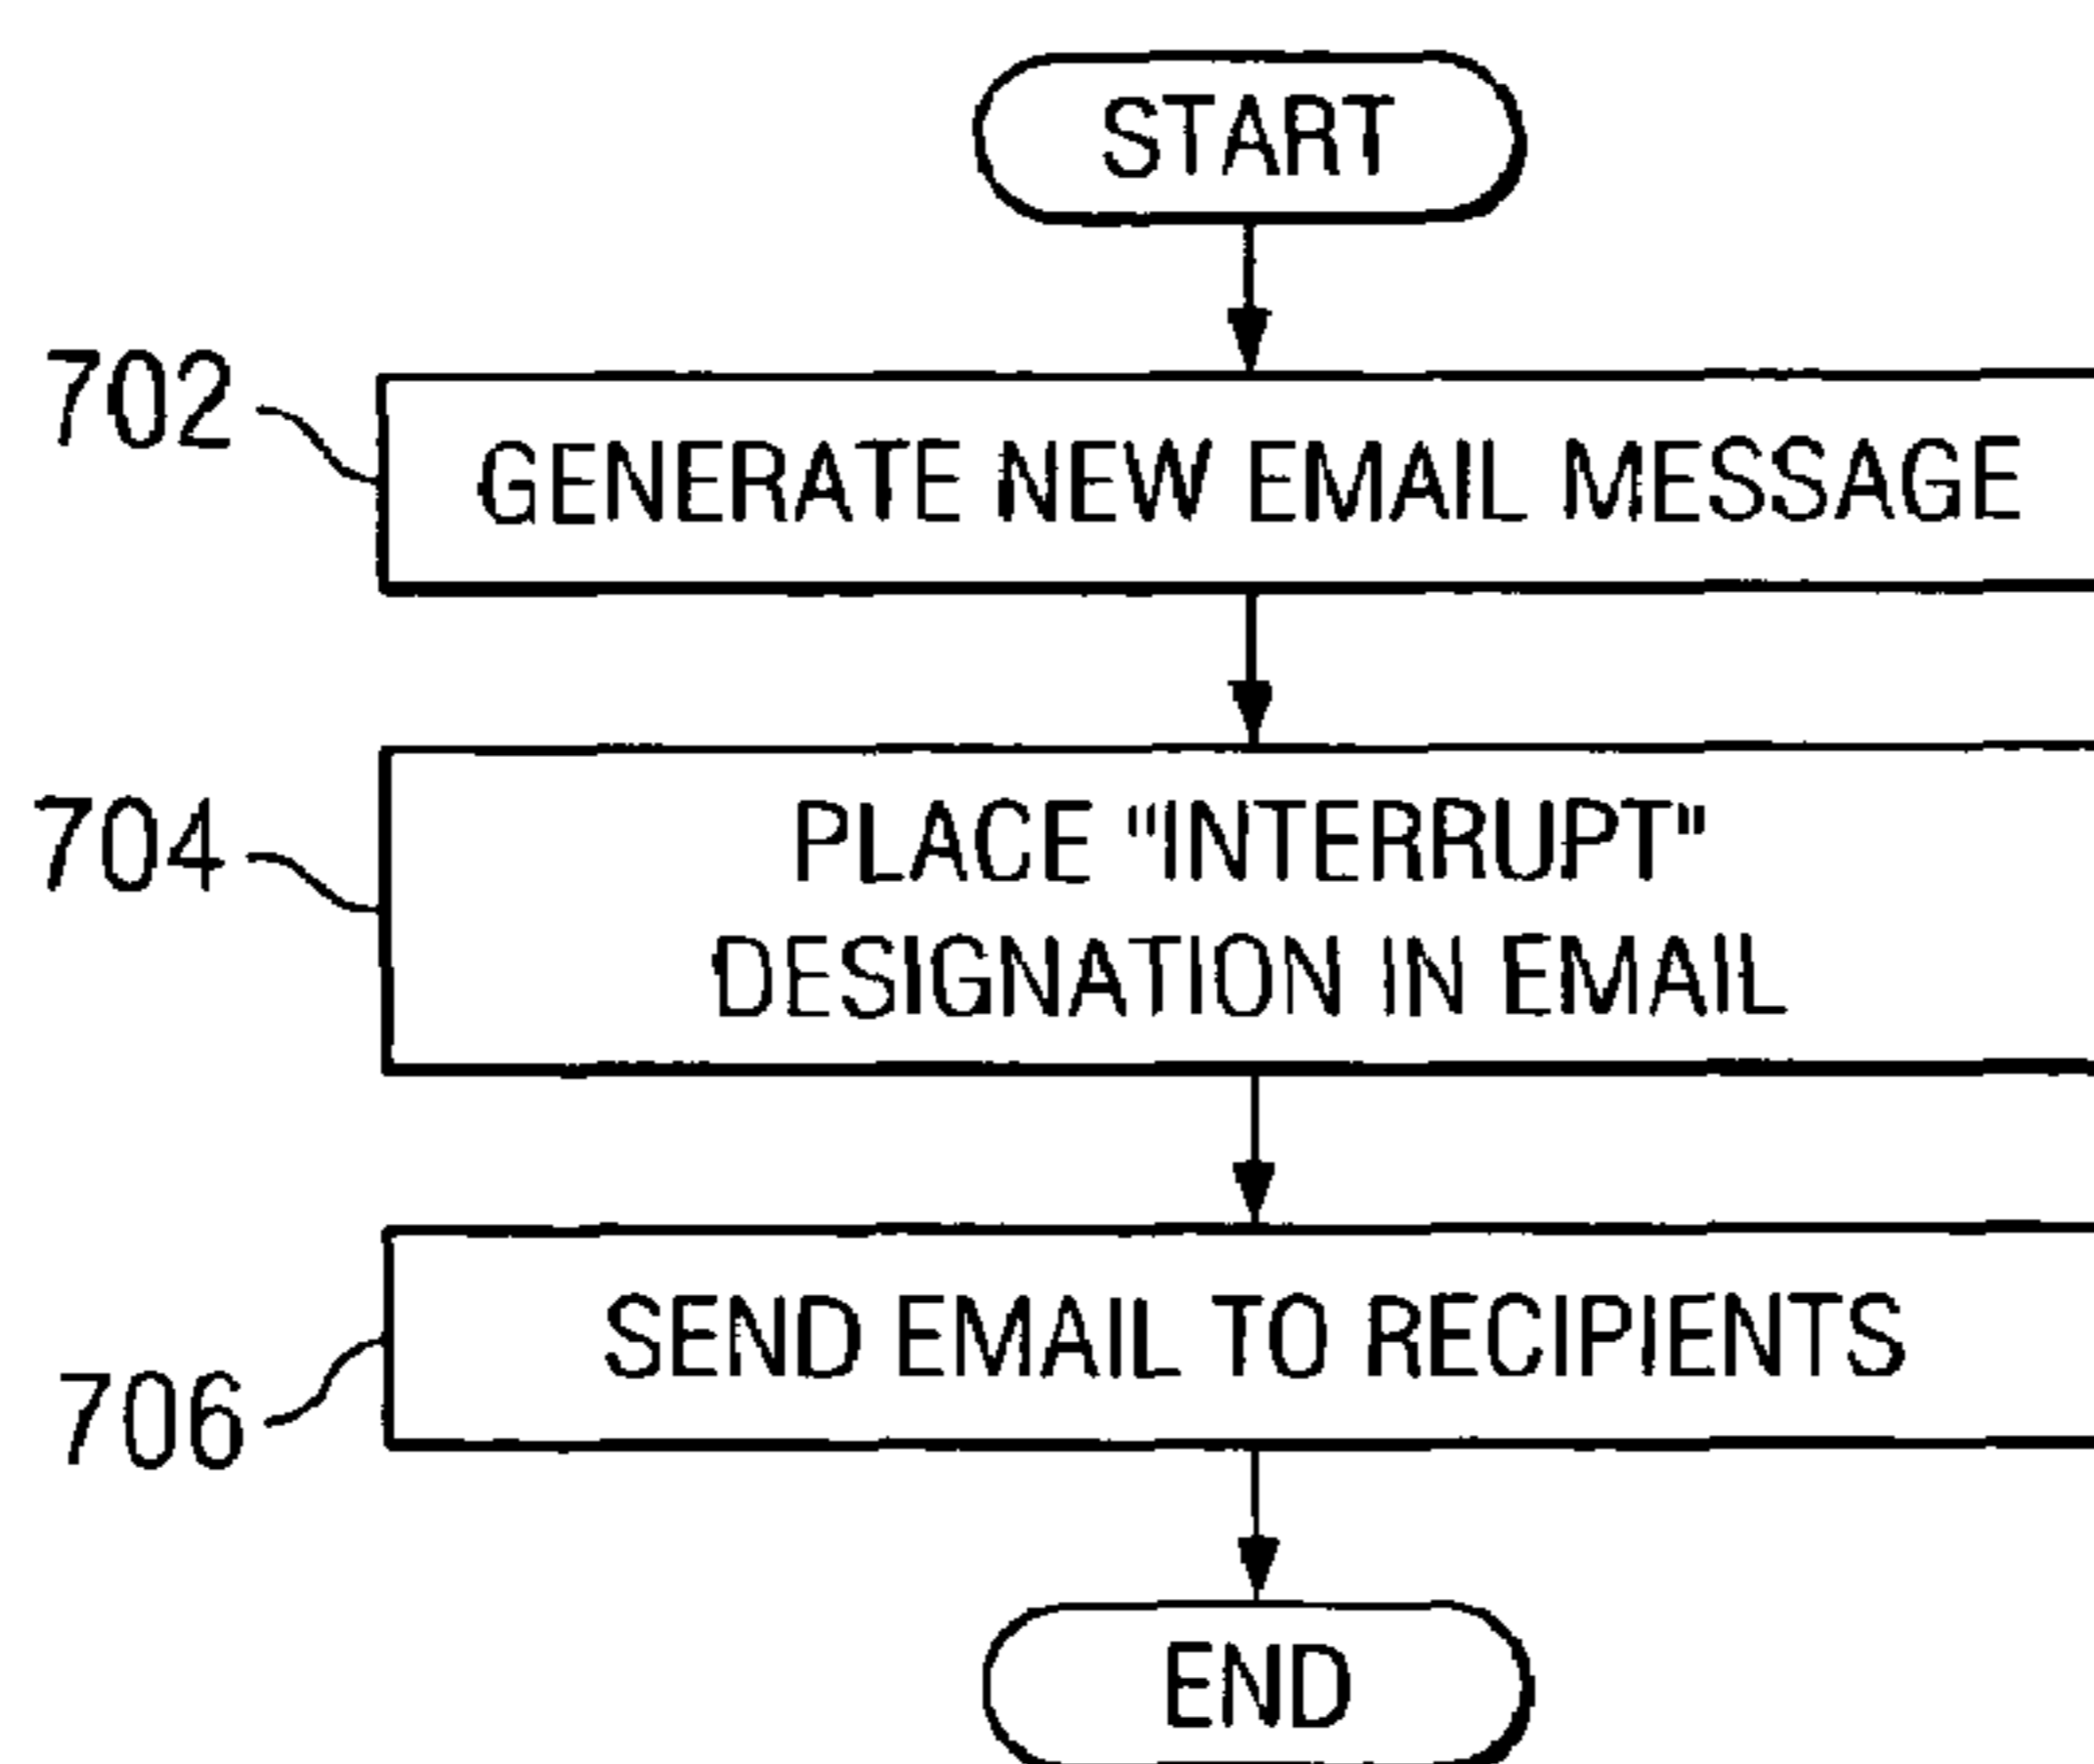 START
702
GENERATE NEW EMAIL MESSAGE
704
PLACE "INTERRUPT"
DESIGNATION IN EMAIL
SEND EMAIL TO RECIPIENTS
706
END